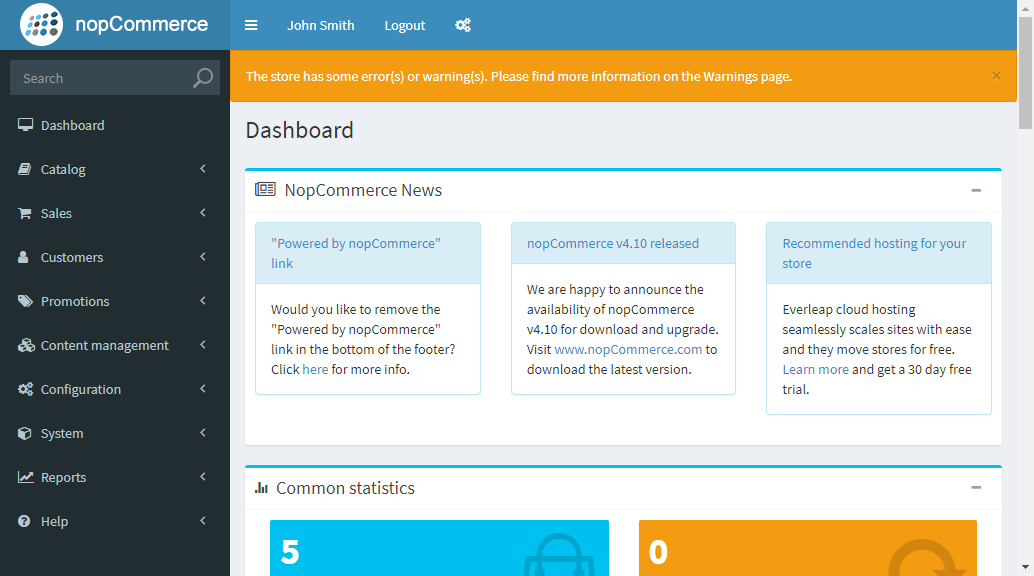 nopCommerce
John Smith
Logout
The store has some error(s) or warning(s). Please find more information on the Warnings page.
×
Search
Dashboard
Catalog
Sales
Customers
Promotions
Content management
Configuration
System
Reports
Help
Dashboard
NopCommerce News
"Powered by nopCommerce"
link
Would you like to remove the
"Powered by nopCommerce"
link in the bottom of the footer?
Click here for more info.
nopCommerce v4.10 released
We are happy to announce the
availability of nopCommerce
v4.10 for download and upgrade.
Visit www.nopCommerce.com to
download the latest version.
Recommended hosting for your
store
Everleap cloud hosting
seamlessly scales sites with ease
and they move stores for free.
Learn more and get a 30 day free
trial.
Common statistics
5
0